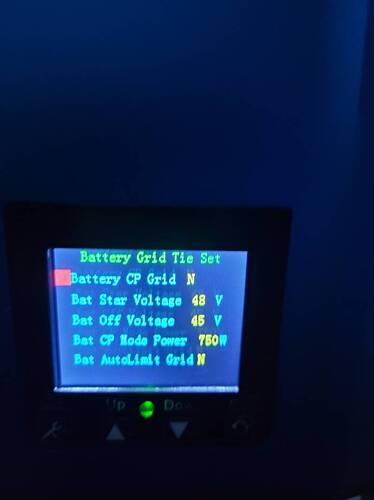 Battery Grid Tie Set
Battery CP Grid N
Bat Star Voltage 48 V
Bat Off Voltage 45 V
Bat CP Mode Power 750W
Bat AutoLimit Grid N
Up